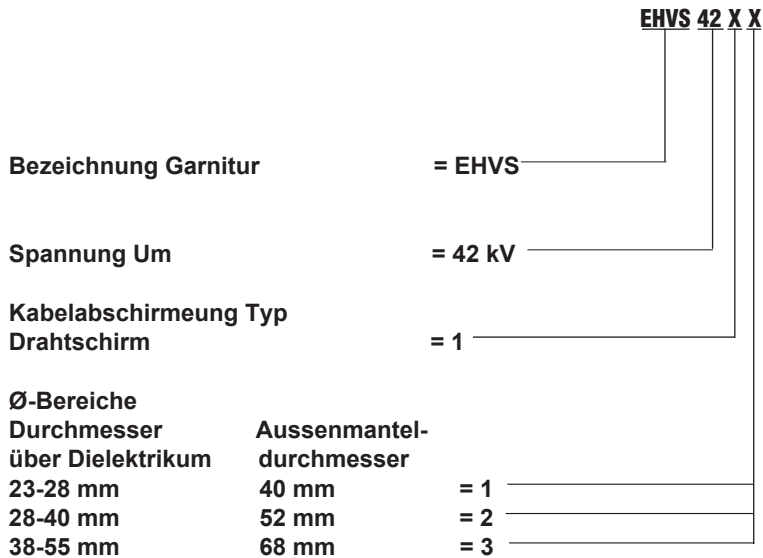 EHVS 42 X X
Bezeichnung Garnitur = EHVS
Spannung Um = 42 kV
Kabelabschirmeung Typ
Drahtschirm = 1
Ø-Bereiche
Durchmesser Aussenmantel-
über Dielektrikum durchmesser
23-28 mm 40 mm = 1
28-40 mm 52 mm = 2
38-55 mm 68 mm = 3